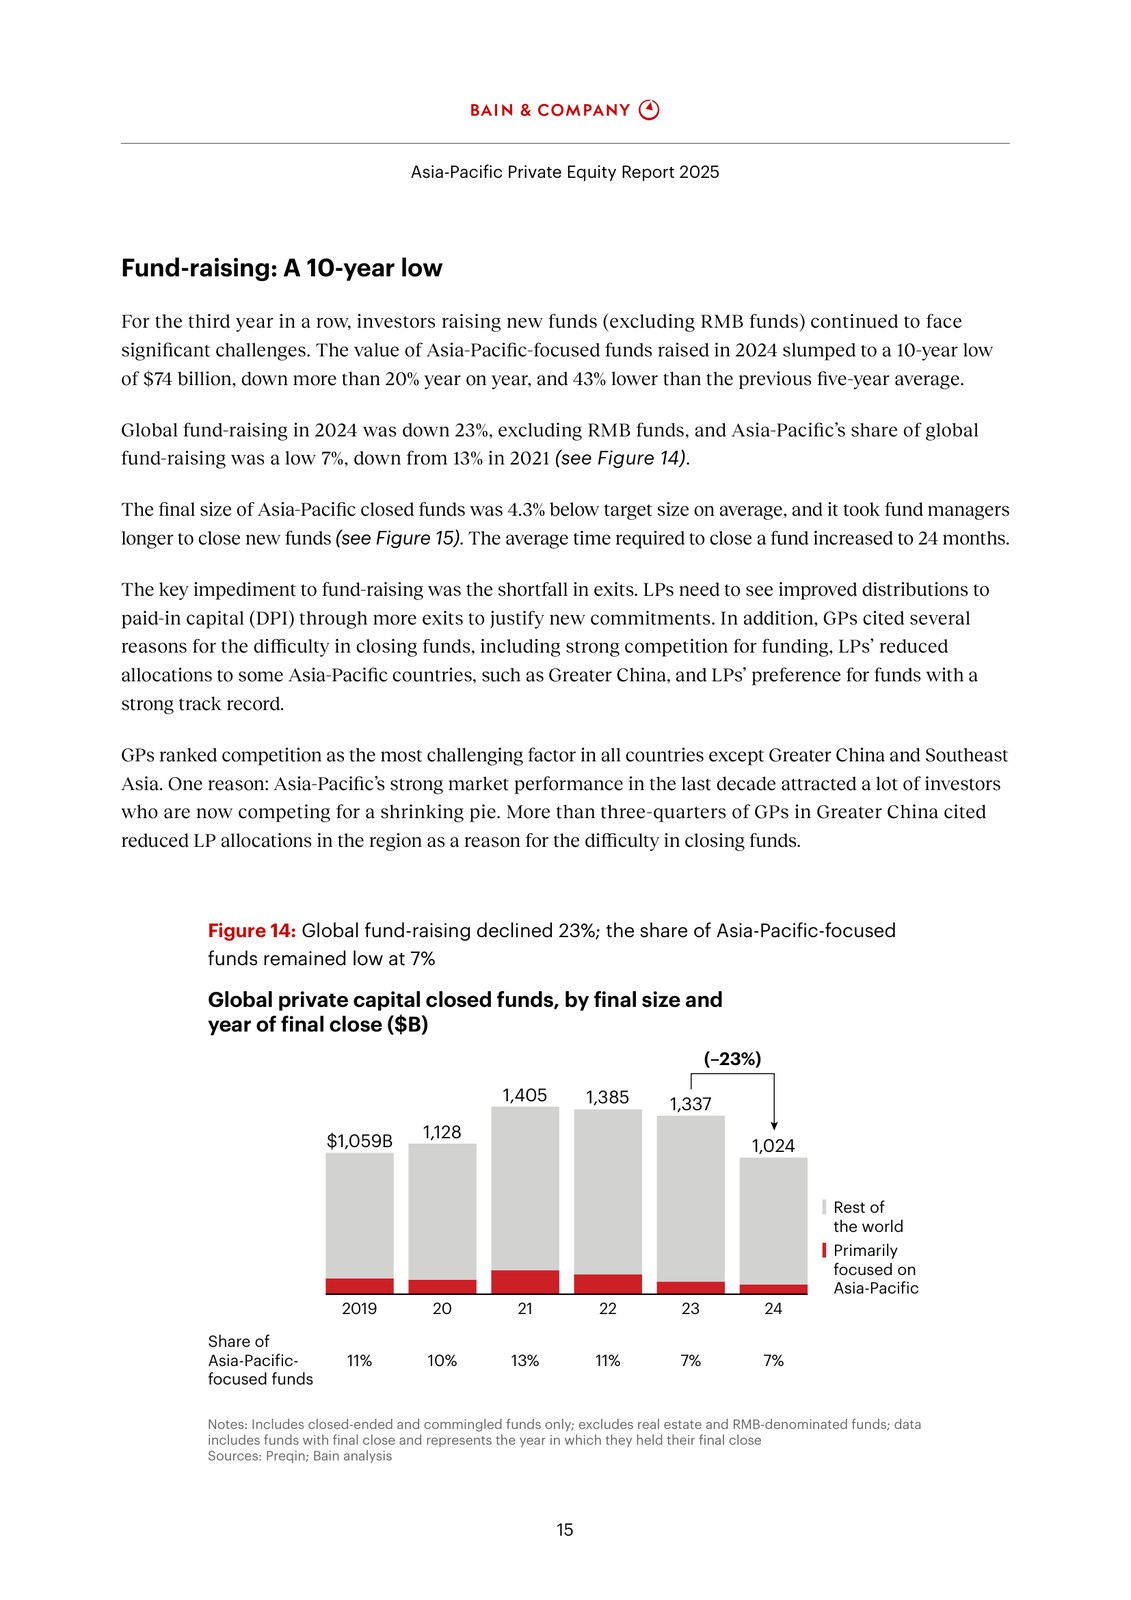 BAIN & COMPANY
Asia-Pacific Private Equity Report 2025
Fund-raising: A 10-year low
For the third year in a row, investors raising new funds (excluding RMB funds) continued to face
significant challenges. The value of Asia-Pacific-focused funds raised in 2024 slumped to a 10-year low
of $74 billion, down more than 20% year on year, and 43% lower than the previous five-year average.
Global fund-raising in 2024 was down 23%, excluding RMB funds, and Asia-Pacific’s share of global
fund-raising was a low 7%, down from 13% in 2021 (see Figure 14).
The final size of Asia-Pacific closed funds was 4.3% below target size on average, and it took fund managers
longer to close new funds (see Figure 15). The average time required to close a fund increased to 24 months.
The key impediment to fund-raising was the shortfall in exits. LPs need to see improved distributions to
paid-in capital (DPI) through more exits to justify new commitments. In addition, GPs cited several
reasons for the difficulty in closing funds, including strong competition for funding, LPs’ reduced
allocations to some Asia-Pacific countries, such as Greater China, and LPs’ preference for funds with a
strong track record.
GPs ranked competition as the most challenging factor in all countries except Greater China and Southeast
Asia. One reason: Asia-Pacific’s strong market performance in the last decade attracted a lot of investors
who are now competing for a shrinking pie. More than three-quarters of GPs in Greater China cited
reduced LP allocations in the region as a reason for the difficulty in closing funds.
Figure 14: Global fund-raising declined 23%; the share of Asia-Pacific-focused
funds remained low at 7%
Global private capital closed funds, by final size and
year of final close ($B)
(–23%)
$1,059B 1,128 1,405 1,385 1,337 1,024
Rest of
the world
Primarily
focused on
Asia-Pacific
2019 20 21 22 23 24
Share of
Asia-Pacific-
focused funds
11% 10% 13% 11% 7% 7%
Notes: Includes closed-ended and commingled funds only; excludes real estate and RMB-denominated funds; data
includes funds with final close and represents the year in which they held their final close
Sources: Preqin; Bain analysis
15